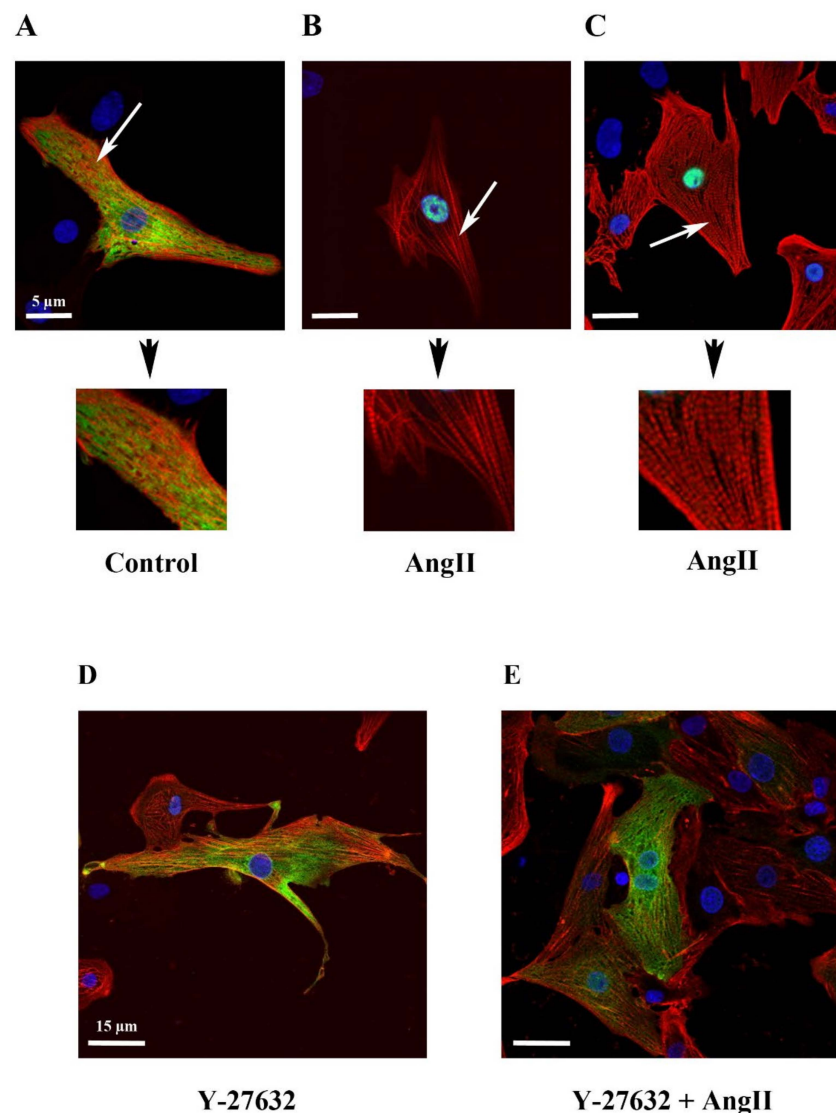 A
B
C
5 μm
Control
AngII
AngII
D
E
15 μm
Y-27632
Y-27632 + AngII